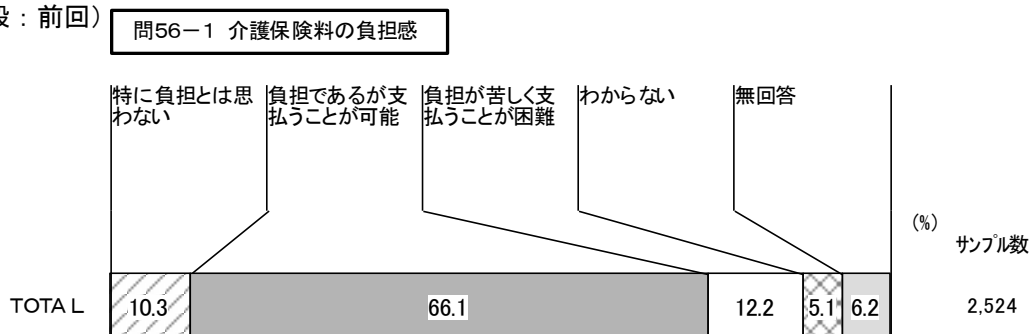 ：前回）
問56－1 介護保険料の負担感
特に負担とは思
わない
負担であるが支
払うことが可能
負担が苦しく支
払うことが困難
わからない
無回答
(%)
サンプル数
TOTAL
10.3
66.1
12.2
5.1
6.2
2,524